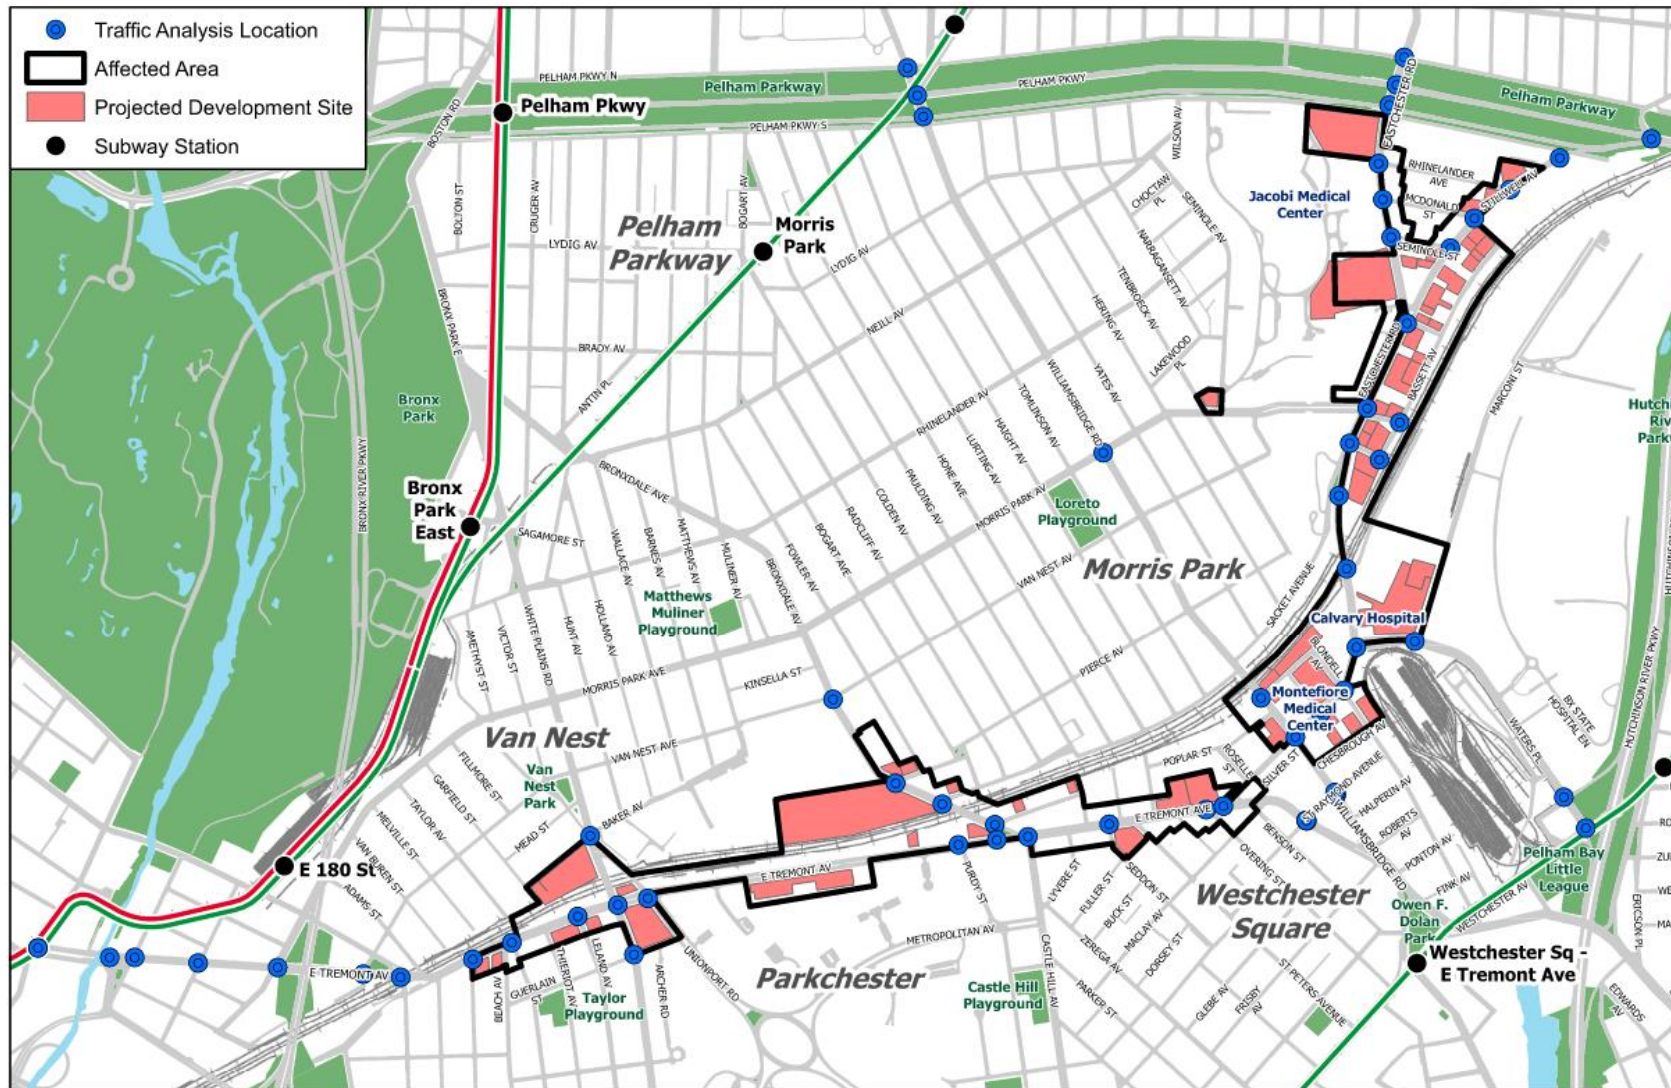 Traffic Analysis Location
Affected Area
Projected Development Site
Subway Station
PELHAM PKWY N
Pelham Parkway
PELHAM PKWY
Pelham Parkway
EASTCHESTER RD
BOSTON RD
Pelham Pkwy
PELHAM PKWY S
WILSON AV
RHINELANDER
AVE
MCDONALD
ST
STILLWELL AV
SEMINOLE ST
Jacobi Medical
Center
CHOCTAW
PL
SEMINOLE AV
NARRAGANSETT AV
TENBROECK AV
HERING AV
LAKEWOOD
PL
YATES AV
WILLIAMSBRIDGE RD
TOMLINSON AV
HAIGHT AV
LURTING AV
HONE AVE
PAULDING AV
COLDEN AV
RADCLIFF AV
BOGART AVE
FOWLER AV
BRONXDALE AV
BOLTON ST
CRUGER AV
BOGART AV
LYDIG AV
Pelham
Parkway
Morris
Park
LYDIG AV
NEILL AV
BRONX PARK E
BRADY AV
ANTIN PL
RHINELANDER AV
EASTCHESTER RD
BASSETT AV
MARCONI ST
Bronx
Park
BRONX RIVER PKWY
BRONXDALE AVE
MORRIS PARK AV
Loreto
Playground
Bronx
Park
East
SAGAMORE ST
WALLACE AV
BARNES AV
MATTHEWS AV
MULINER AV
VAN NEST AV
Morris Park
SACKET AVENUE
Calvary Hospital
BLONDELL
AV
Matthews
Muliner
Playground
HOLLAND AV
HUNT AV
WHITE PLAINS RD
VICTOR ST
AMETHYST ST
MORRIS PARK AVE
KINSELLA ST
PIERCE AV
Montefiore
Medical
Center
CHESBROUGH AV
BX STATE
HOSPITAL EN
WATERS PL
HUTCHINSON RIVER PKWY
Van Nest
VAN NEST AVE
FILLMORE ST
GARFIELD ST
TAYLOR AV
MELVILLE ST
VAN BUREN ST
ADAMS ST
Van
Nest
Park
MEAD ST
BAKER AV
POPLAR ST
ROSELLE
ST
SILVER ST
E TREMONT AVE
ST RAYMOND AVENUE
HALPERIN AV
WILLIAMSBRIDGE RD
ROBERTS
AV
PONTON AV
FINK AV
BENSON ST
OVERING ST
Pelham Bay
Little
League
E 180 St
E TREMONT AV
PURDY ST
LYVERE ST
FULLER ST
SEDDON ST
BUCK ST
MACLAY AV
ZEREGA AV
DORSEY ST
Westchester
Square
Owen F.
Dolan
Park
WESTCHESTER AV
ERICSON PL
Westchester Sq -
E Tremont Ave
METROPOLITAN AV
UNIONPORT RD
ARCHER RD
LELAND AV
THIERIOT AV
GUERLAIN
ST
BEACH AV
E TREMONT AV
Taylor
Playground
Parkchester
Castle Hill
Playground
CASTLE HILL AV
PARKER ST
GLEBE AV
FRISBY
AV
ST PETERS AVENUE
EDWARDS
AV